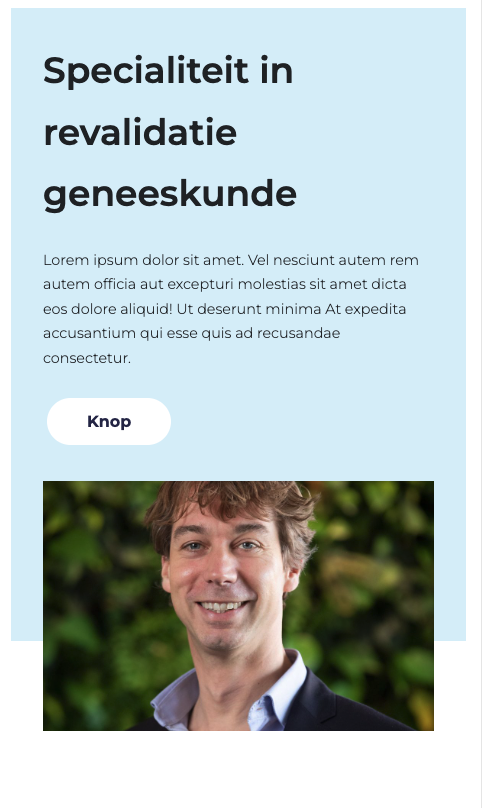 Specialiteit in
revalidatie
geneeskunde
Lorem ipsum dolor sit amet. Vel nesciunt autem rem
autem officia aut excepturi molestias sit amet dicta
eos dolore aliquid! Ut deserunt minima At expedita
accusantium qui esse quis ad recusandae
consectetur.
Knop